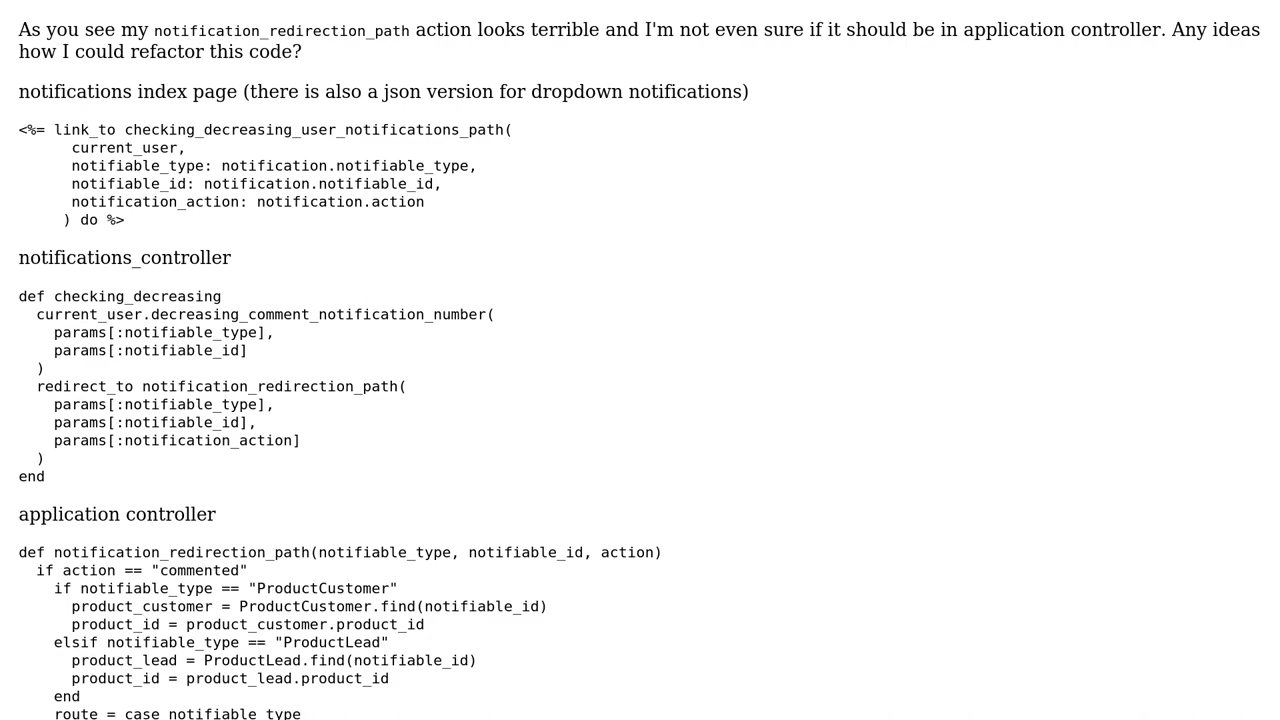 As you see my notification_redirection_path action looks terrible and I'm not even sure if it should be in application controller. Any ideas
how I could refactor this code?
notifications index page (there is also a json version for dropdown notifications)
<%= link_to checking_decreasing_user_notifications_path(
      current_user,
      notifiable_type: notification.notifiable_type,
      notifiable_id: notification.notifiable_id,
      notification_action: notification.action
     ) do %>
notifications_controller
def checking_decreasing
  current_user.decreasing_comment_notification_number(
    params[:notifiable_type],
    params[:notifiable_id]
  )
  redirect_to notification_redirection_path(
    params[:notifiable_type],
    params[:notifiable_id],
    params[:notification_action]
  )
end
application controller
def notification_redirection_path(notifiable_type, notifiable_id, action)
  if action == "commented"
    if notifiable_type == "ProductCustomer"
      product_customer = ProductCustomer.find(notifiable_id)
      product_id = product_customer.product_id
    elsif notifiable_type == "ProductLead"
      product_lead = ProductLead.find(notifiable_id)
      product_id = product_lead.product_id
    end
    route = case notifiable_type